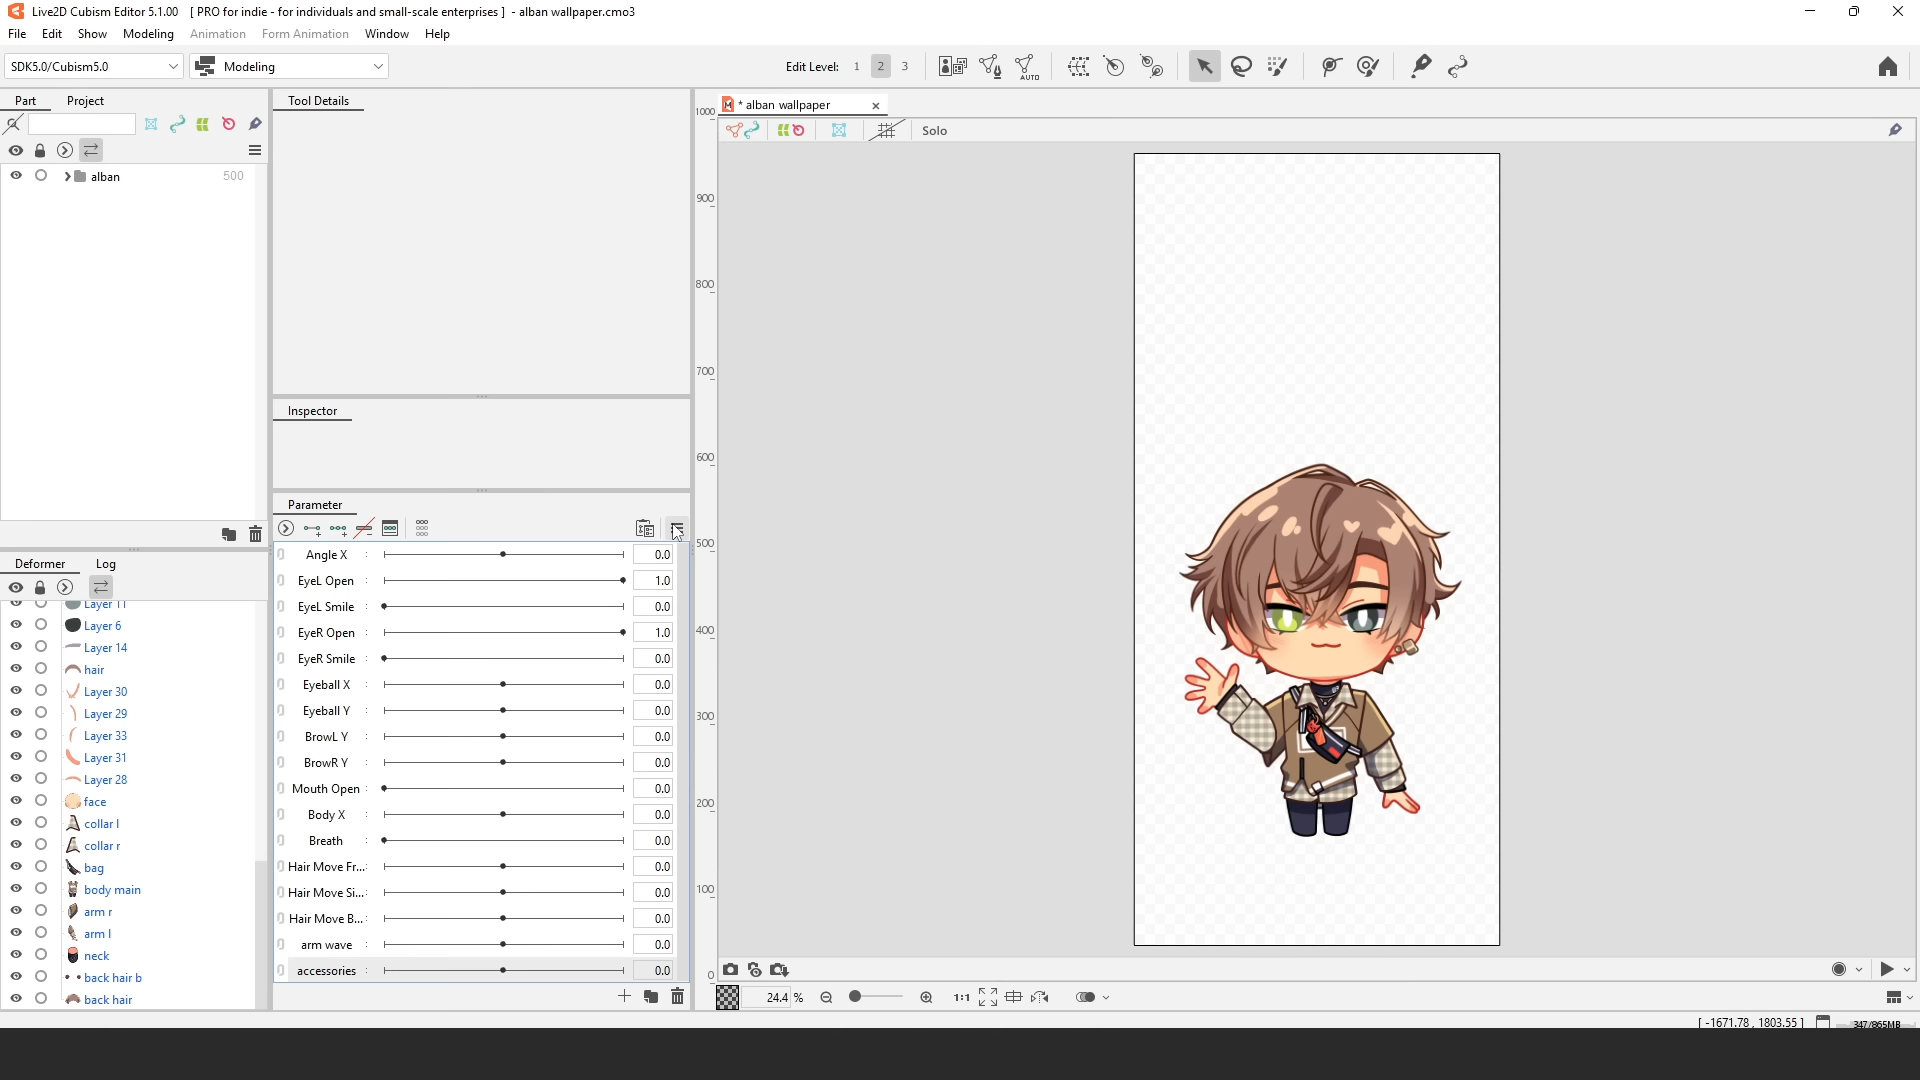 Live2D Cubism Editor 5.1.00 [ PRO for indie - for individuals and small-scale enterprises ] - alban wallpaper.cmo3
File Edit Show Modeling Animation Form Animation Window Help
SDK5.0/Cubism5.0 Modeling Edit Level: 1 2 3 AUTO
Part Project
alban 500
Tool Details
Inspector
Parameter
Angle X : 0.0
EyeL Open : 1.0
EyeL Smile : 0.0
EyeR Open : 1.0
EyeR Smile : 0.0
Eyeball X : 0.0
Eyeball Y : 0.0
BrowL Y : 0.0
BrowR Y : 0.0
Mouth Open : 0.0
Body X : 0.0
Breath : 0.0
Hair Move Fr... : 0.0
Hair Move Si... : 0.0
Hair Move B... : 0.0
arm wave : 0.0
accessories : 0.0
Deformer Log
Layer 11
Layer 6
Layer 14
hair
Layer 30
Layer 29
Layer 33
Layer 31
Layer 28
face
collar l
collar r
bag
body main
arm r
arm l
neck
back hair b
back hair
* alban wallpaper
Solo
1000
900
800
700
600
500
400
300
200
100
0
24.4 % 1:1
[ -1671.78 , 1803.55 ] 347/865MB